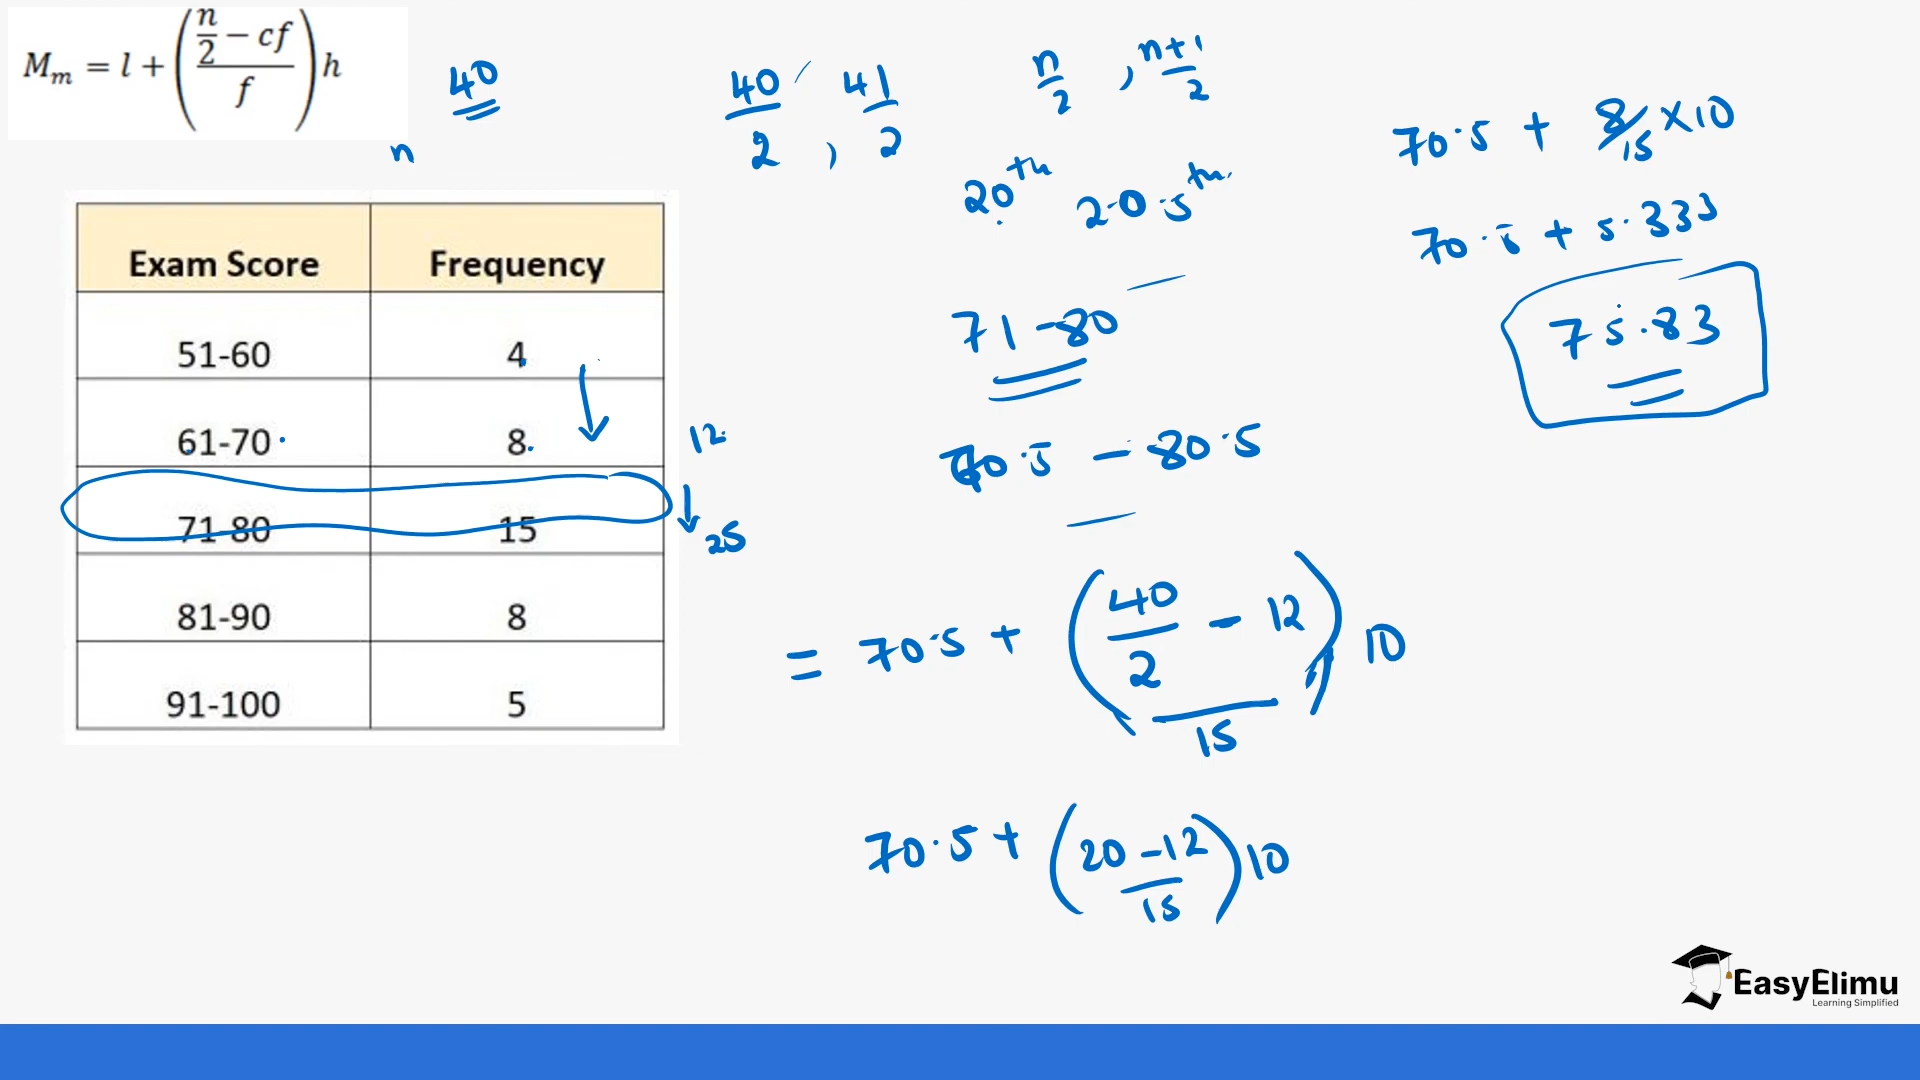 M_m = l + ( (n/2 − cf) / f ) h
40
n
40/2 , 41/2
n/2 , n+1/2
20th 20.5th
71-80
70.5 - 80.5
= 70.5 + ( (40/2 - 12) / 15 ) 10
70.5 + ( (20-12) / 15 ) 10
70.5 + 8/15 × 10
70.5 + 5.333
75.83
Exam Score Frequency
51-60 4
61-70 8
12
71-80 15
25
81-90 8
91-100 5
EasyElimu
Learning Simplified